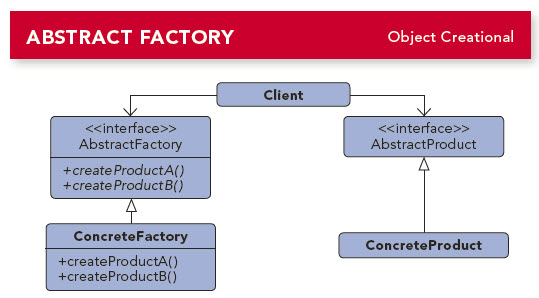 ABSTRACT FACTORY
Object Creational
Client
<<interface>>
AbstractFactory
+createProductA()
+createProductB()
<<interface>>
AbstractProduct
ConcreteFactory
+createProductA()
+createProductB()
ConcreteProduct